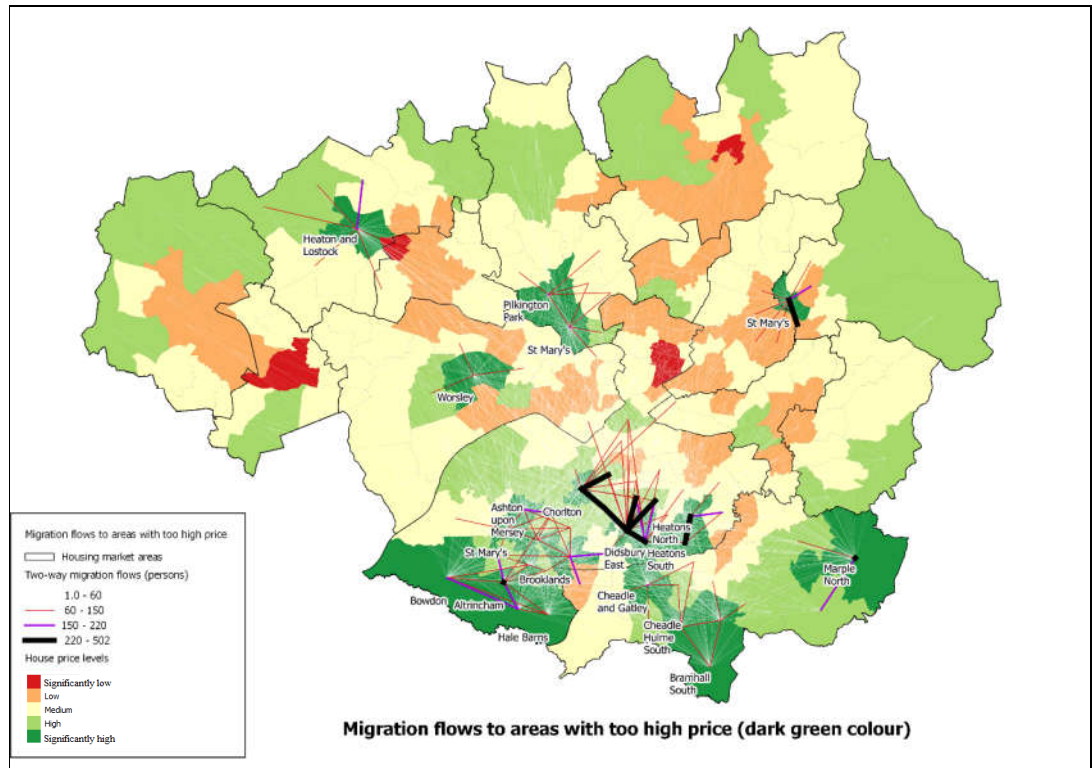 Heaton and
Lostock
Pilkington
Park
St Mary's
St Mary's
Worsley
Ashton
upon
Mersey
Chorlton
Heatons
North
St Mary's
Didsbury
East
Heatons
South
Brooklands
Marple
North
Cheadle
and Gatley
Bowdon
Altrincham
Hale Barns
Cheadle
Hulme
South
Bramhall
South
Migration flows to areas with too high price
Housing market areas
Two-way migration flows (persons)
1.0 - 60
60 - 150
150 - 220
220 - 502
House price levels
Significantly low
Low
Medium
High
Significantly high
Migration flows to areas with too high price (dark green colour)